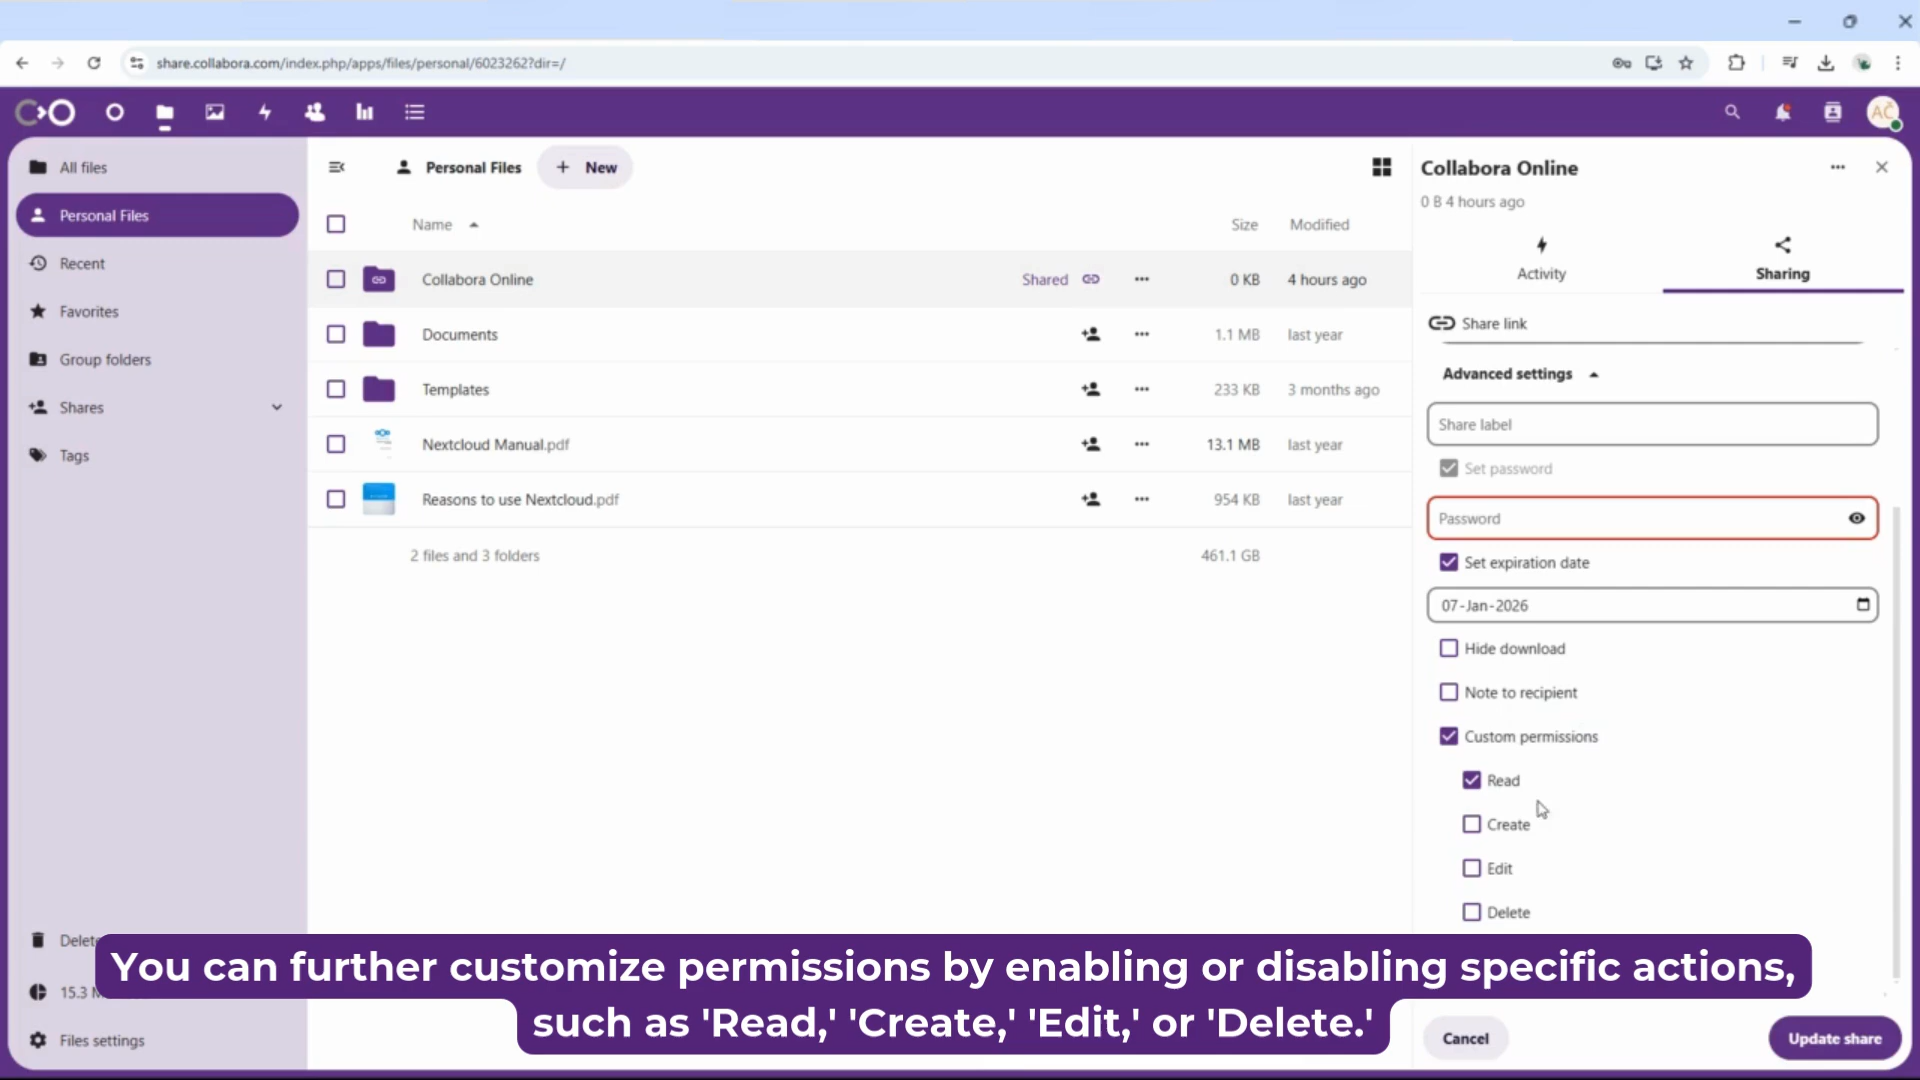 share.collabora.com/index.php/apps/files/personal/6023262?dir=/
AC
All files
Personal Files
Recent
Favorites
Group folders
Shares
Tags
Files settings
Personal Files
+ New
Name
Size
Modified
Collabora Online
Shared
0 KB
4 hours ago
Documents
1.1 MB
last year
Templates
233 KB
3 months ago
Nextcloud Manual.pdf
13.1 MB
last year
Reasons to use Nextcloud.pdf
954 KB
last year
2 files and 3 folders
461.1 GB
Collabora Online
0 B 4 hours ago
Activity
Sharing
Share link
Advanced settings
Share label
Set password
Password
Set expiration date
07-Jan-2026
Hide download
Note to recipient
Custom permissions
Read
Create
Edit
Delete
Cancel
Update share
You can further customize permissions by enabling or disabling specific actions,
such as 'Read,' 'Create,' 'Edit,' or 'Delete.'